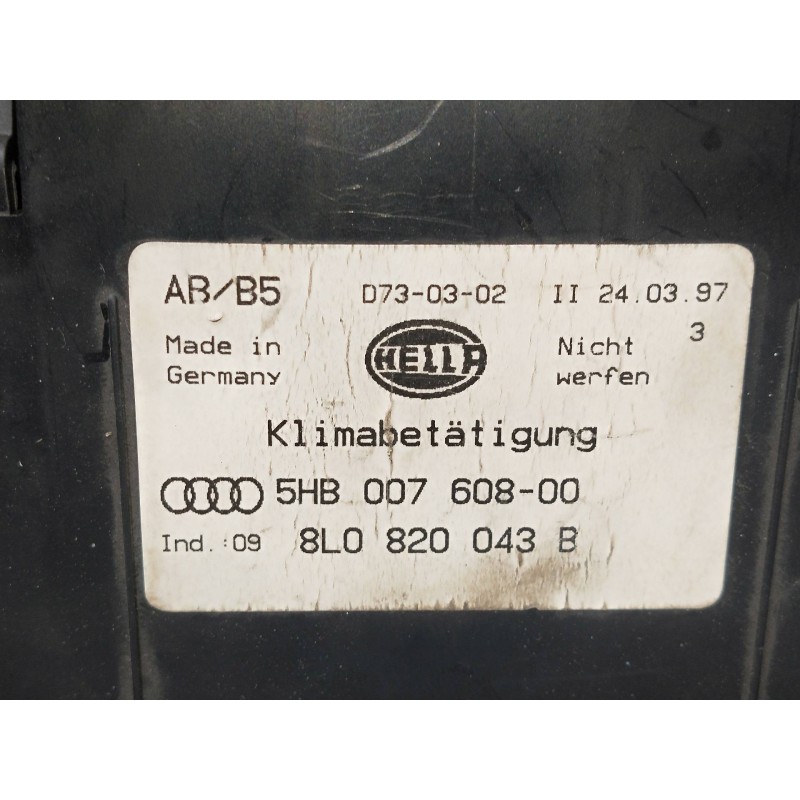 AB/B5 D73-03-02 II 24.03.97
3
Made in Germany
HELLA
Nicht werfen
Klimabetätigung
5HB 007 608-00
Ind.:09 8L0 820 043 B